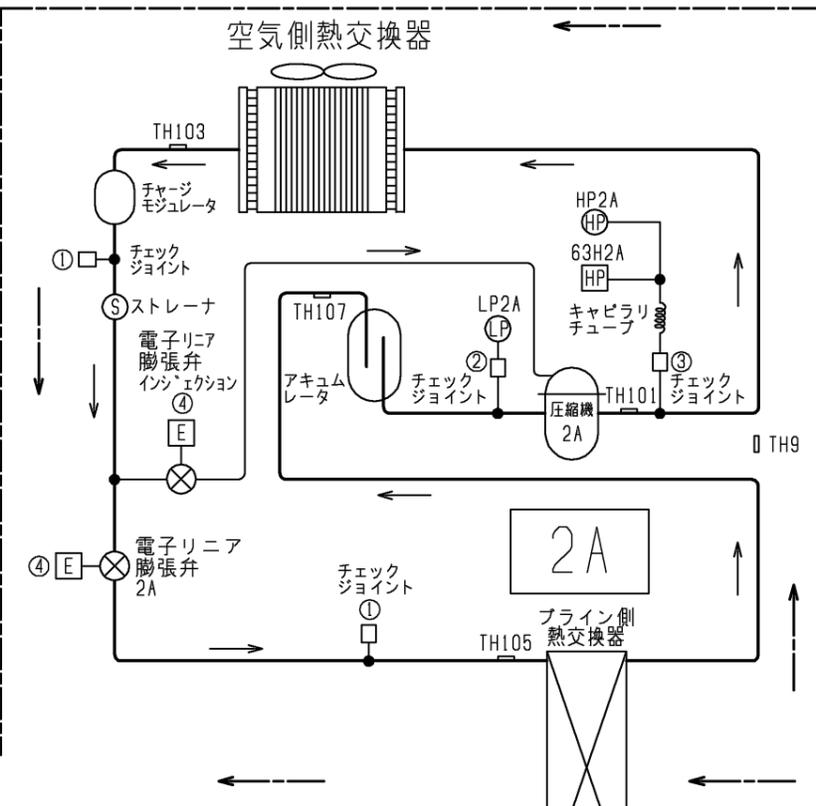 空気側熱交換器
TH103
チャージ
モジュレータ
HP2A
HP
63H2A
HP
①
チェック
ジョイント
キャピラリ
チューブ
S
ストレーナ
TH107
LP2A
LP
電子リニア
膨張弁
インジェクション
④
E
アキュム
レータ
②
チェック
ジョイント
③
チェック
ジョイント
TH101
圧縮機
2A
TH9
2A
④
E
電子リニア
膨張弁
2A
チェック
ジョイント
①
ブライン側
熱交換器
TH105